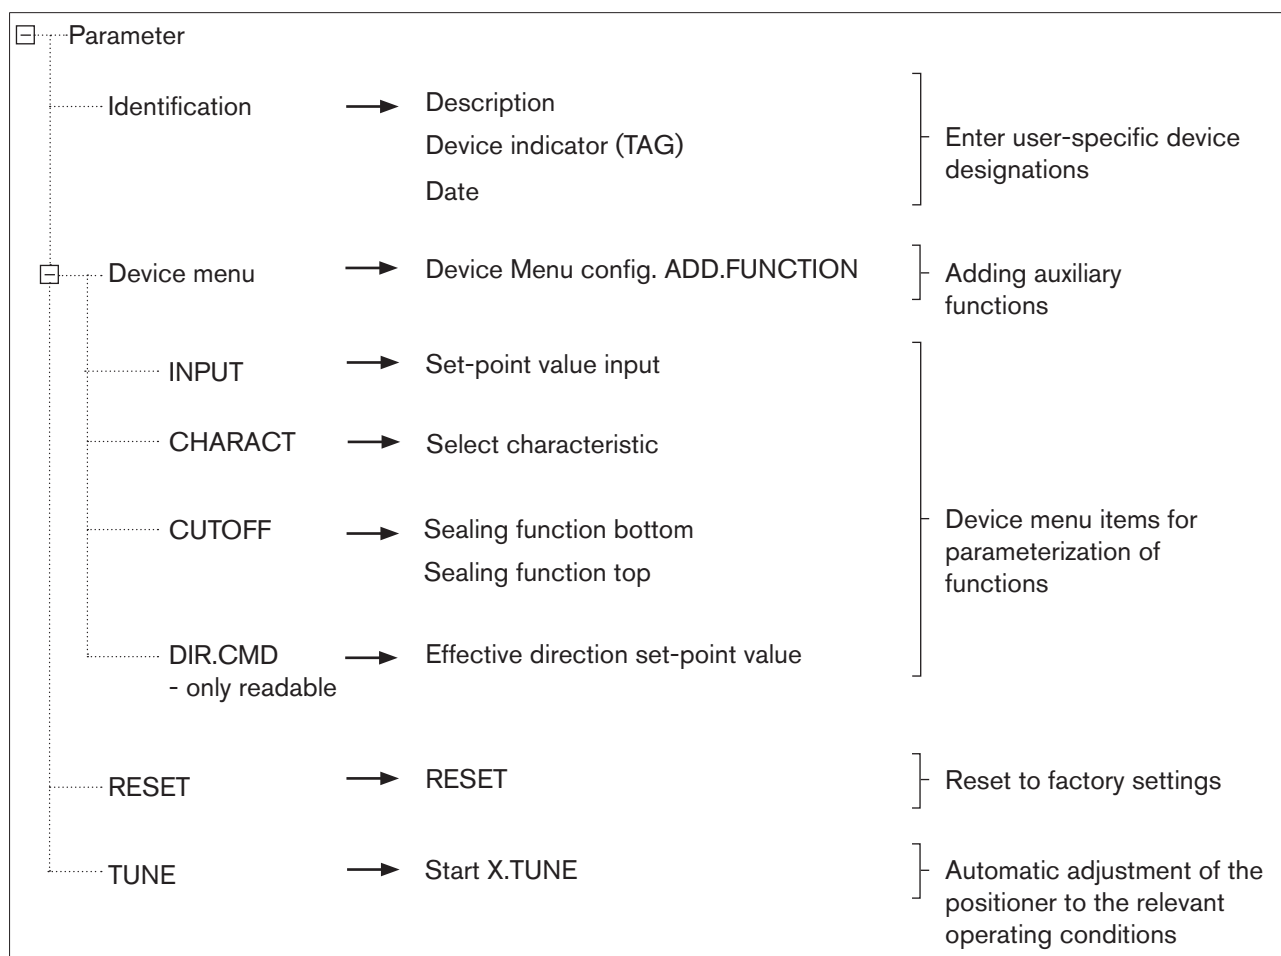 Parameter
Identification
Description
Device indicator (TAG)
Date
Enter user-specific device
designations
Device menu
Device Menu config. ADD.FUNCTION
Adding auxiliary
functions
INPUT
Set-point value input
CHARACT
Select characteristic
CUTOFF
Sealing function bottom
Sealing function top
Device menu items for
parameterization of
functions
DIR.CMD
- only readable
Effective direction set-point value
RESET
RESET
Reset to factory settings
TUNE
Start X.TUNE
Automatic adjustment of the
positioner to the relevant
operating conditions